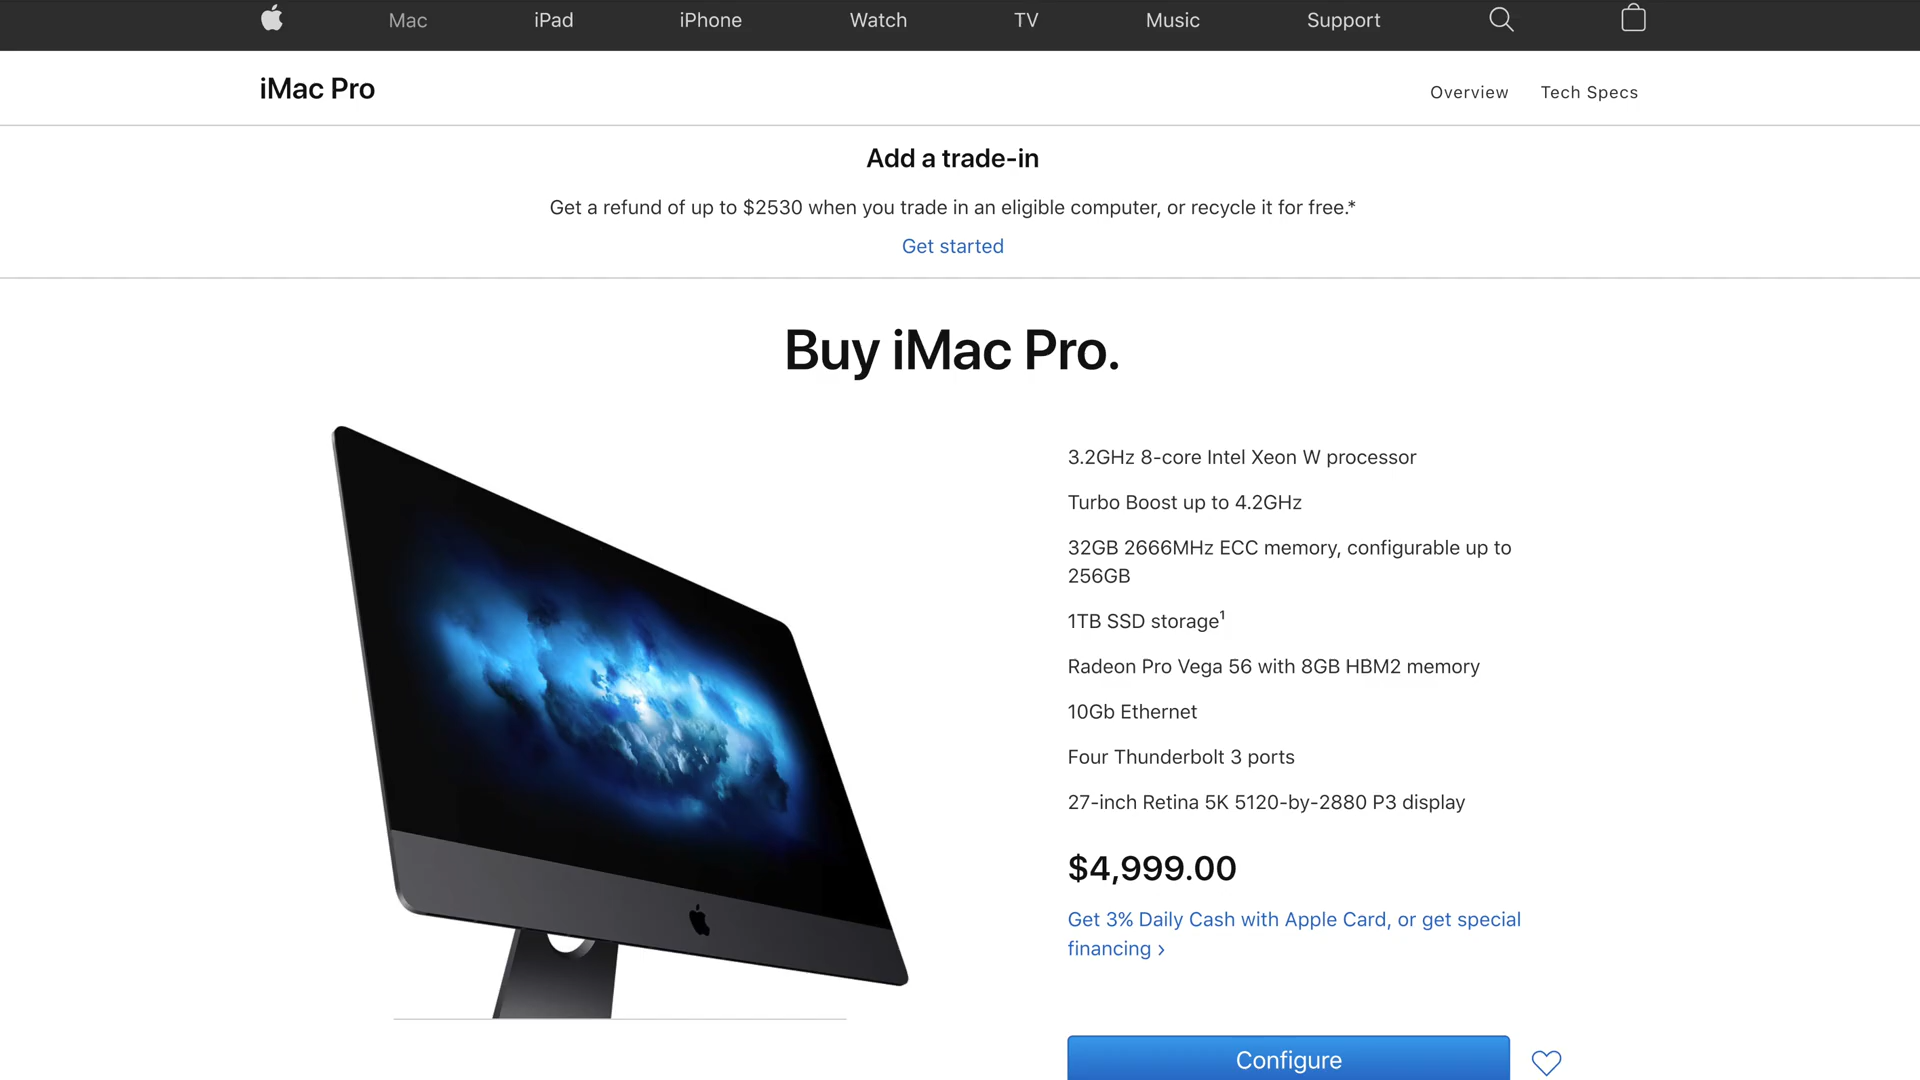 Mac iPad iPhone Watch TV Music Support
iMac Pro
Overview Tech Specs
Add a trade-in
Get a refund of up to $2530 when you trade in an eligible computer, or recycle it for free.*
Get started
Buy iMac Pro.
3.2GHz 8-core Intel Xeon W processor
Turbo Boost up to 4.2GHz
32GB 2666MHz ECC memory, configurable up to
256GB
1TB SSD storage¹
Radeon Pro Vega 56 with 8GB HBM2 memory
10Gb Ethernet
Four Thunderbolt 3 ports
27-inch Retina 5K 5120-by-2880 P3 display
$4,999.00
Get 3% Daily Cash with Apple Card, or get special
financing ›
Configure